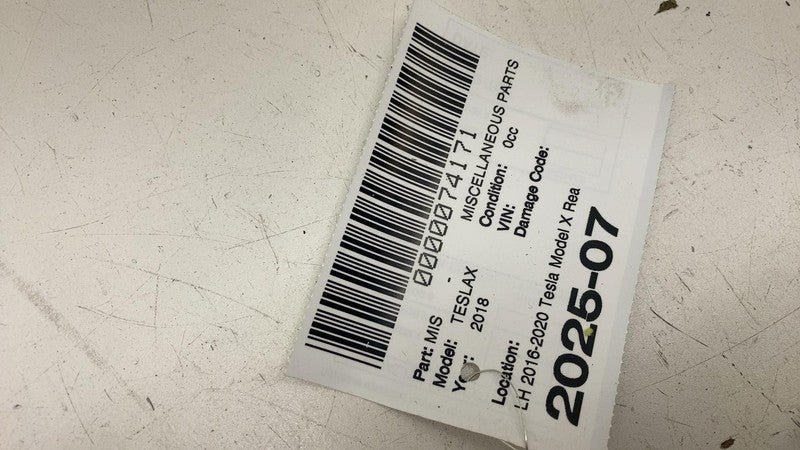 0000074171
Part: MIS - MISCELLANEOUS PARTS
Model: TESLAX Condition: 0cc
Year: 2018 VIN:
Damage Code:
Location:
LH 2016-2020 Tesla Model X Rea
2025-07